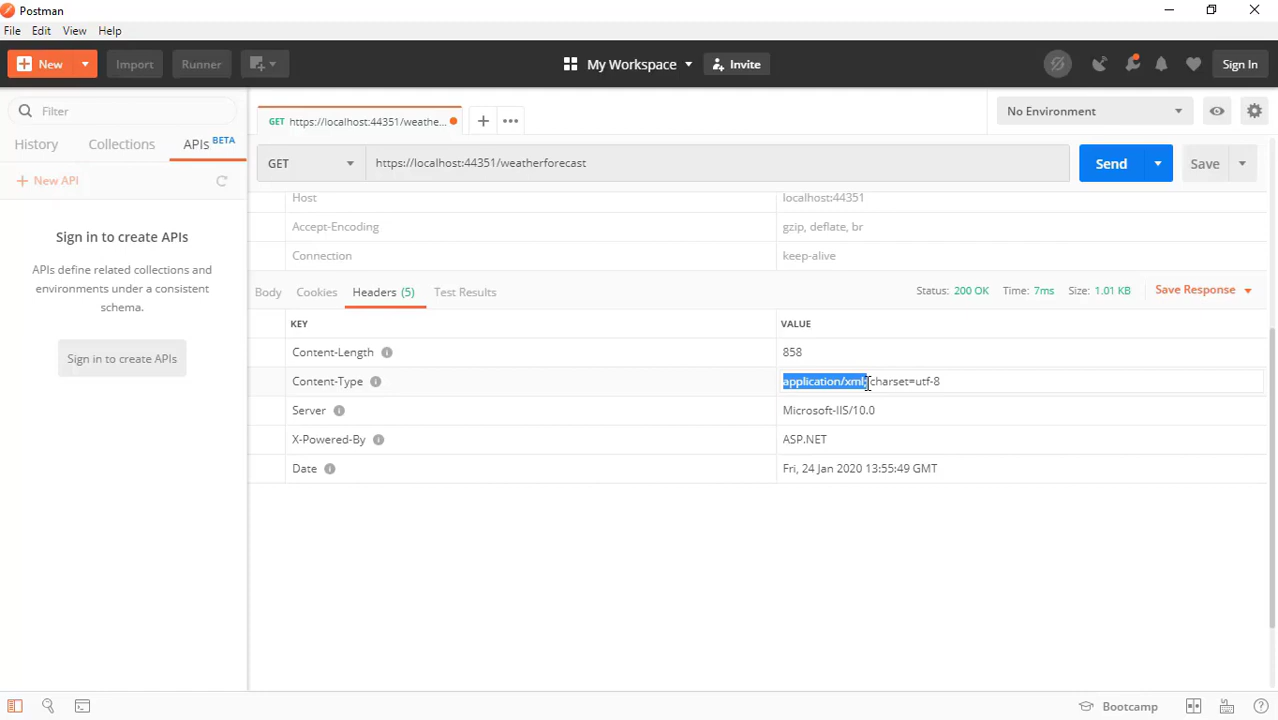 Postman
File Edit View Help
New Import Runner My Workspace Invite Sign In
Filter
History Collections APIs BETA
New API
Sign in to create APIs
APIs define related collections and
environments under a consistent
schema.
Sign in to create APIs
GET https://localhost:44351/weathe...
No Environment
GET https://localhost:44351/weatherforecast Send Save
Host localhost:44351
Accept-Encoding gzip, deflate, br
Connection keep-alive
Body Cookies Headers (5) Test Results Status: 200 OK Time: 7ms Size: 1.01 KB Save Response
KEY VALUE
Content-Length 858
Content-Type application/xml; charset=utf-8
Server Microsoft-IIS/10.0
X-Powered-By ASP.NET
Date Fri, 24 Jan 2020 13:55:49 GMT
Bootcamp